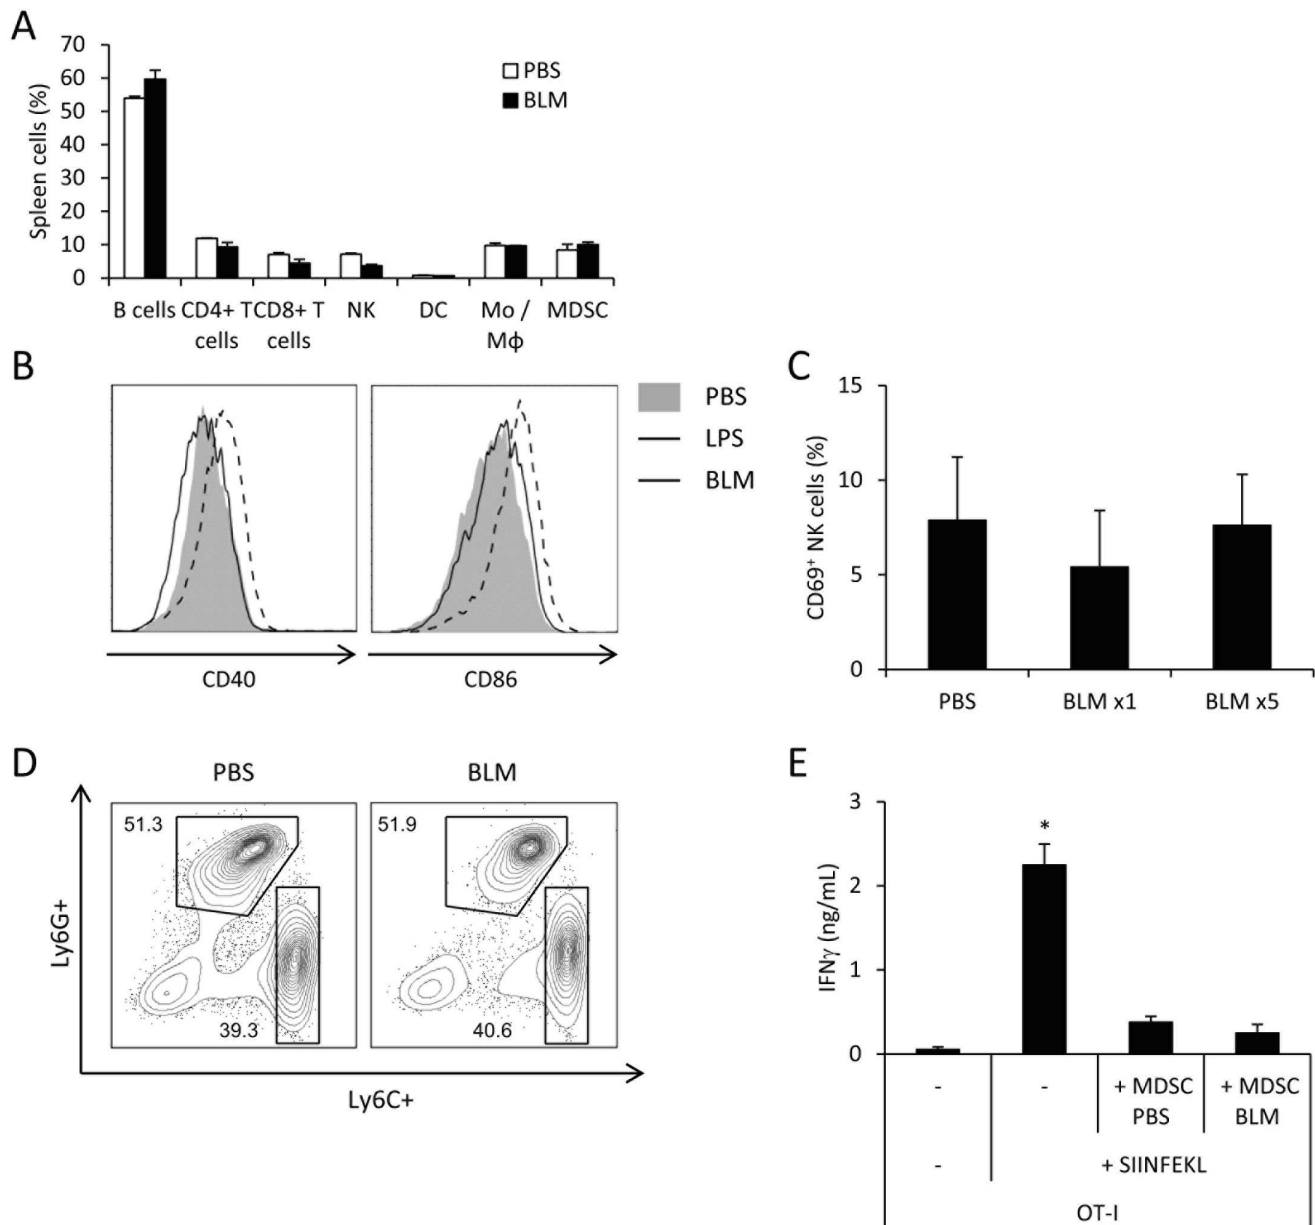 A
70
60
50
40
30
20
10
0
Spleen cells (%)
PBS
BLM
B cells CD4+ T CD8+ T NK DC Mo / MDSC
cells cells Mϕ
B
PBS
LPS
BLM
CD40 CD86
C
15
10
5
0
CD69⁺ NK cells (%)
PBS BLM x1 BLM x5
D
PBS BLM
51.3 51.9
39.3 40.6
Ly6G+
Ly6C+
E
3
2
1
0
IFNγ (ng/mL)
*
- - + MDSC + MDSC
PBS BLM
- + SIINFEKL
OT-I